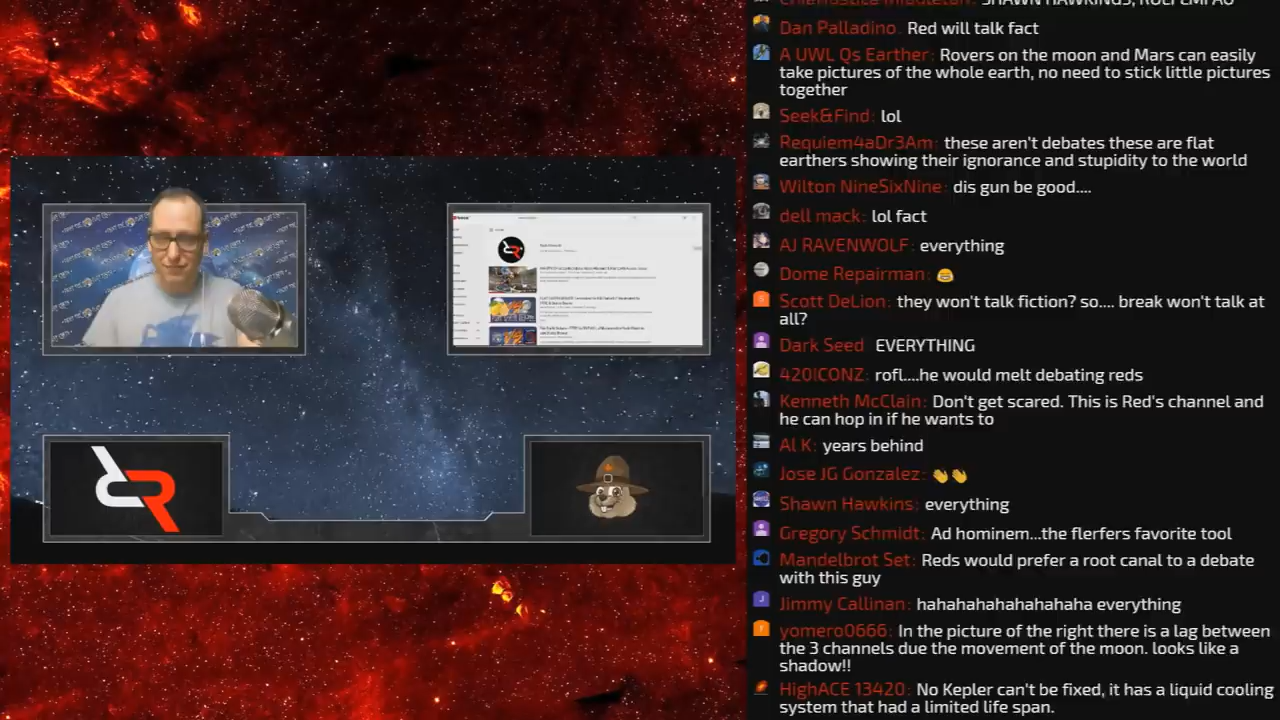 Dan Palladino: Red will talk fact
A UWL Qs Earther: Rovers on the moon and Mars can easily
take pictures of the whole earth, no need to stick little pictures
together
Seek&Find: lol
Requiem4aDr3Am: these aren't debates these are flat
earthers showing their ignorance and stupidity to the world
Wilton NineSixNine: dis gun be good....
dell mack: lol fact
AJ RAVENWOLF: everything
Dome Repairman: 😂
Scott DeLion: they won't talk fiction? so.... break won't talk at
all?
Dark Seed EVERYTHING
420ICONZ: rofl....he would melt debating reds
Kenneth McClain: Don't get scared. This is Red's channel and
he can hop in if he wants to
Al K: years behind
Jose JG Gonzalez: 👏👏
Shawn Hawkins: everything
Gregory Schmidt: Ad hominem...the flerfers favorite tool
Mandelbrot Set: Reds would prefer a root canal to a debate
with this guy
Jimmy Callinan: hahahahahahahaha everything
yomero0666: In the picture of the right there is a lag between
the 3 channels due the movement of the moon. looks like a
shadow!!
HighACE 13420: No Kepler can't be fixed, it has a liquid cooling
system that had a limited life span.